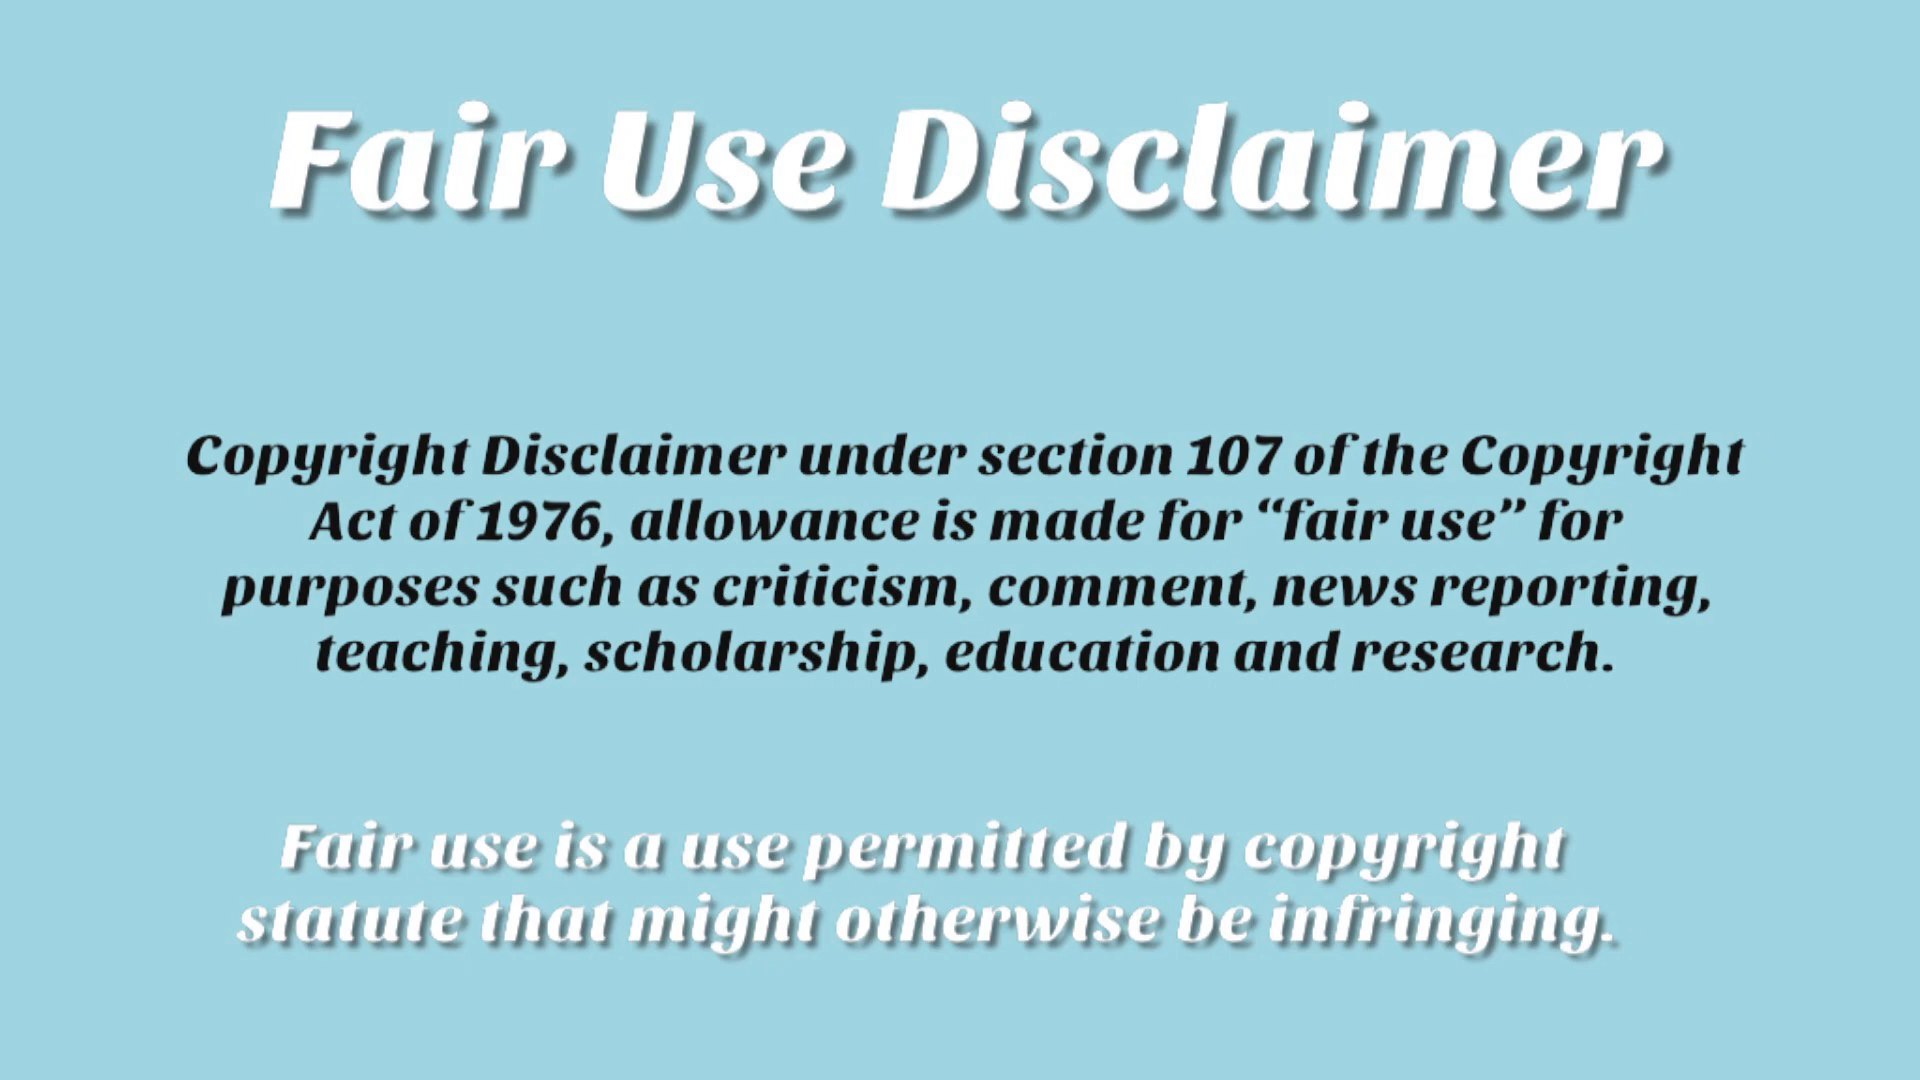 Fair Use Disclaimer
Copyright Disclaimer under section 107 of the Copyright
Act of 1976, allowance is made for “fair use” for
purposes such as criticism, comment, news reporting,
teaching, scholarship, education and research.
Fair use is a use permitted by copyright
statute that might otherwise be infringing.